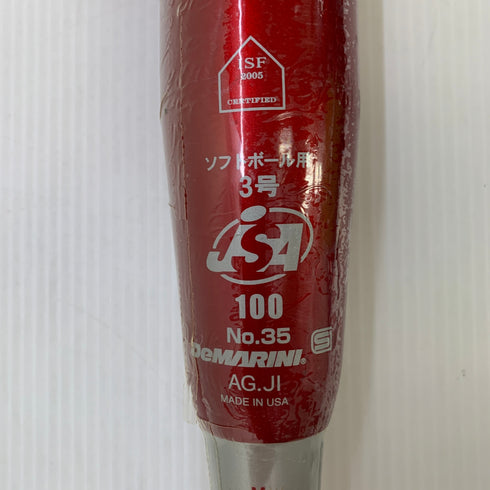 ISF
2005
CERTIFIED
ソフトボール用
3号
JSA
100
No.35
DeMARINI® S
AG.JI
MADE IN USA